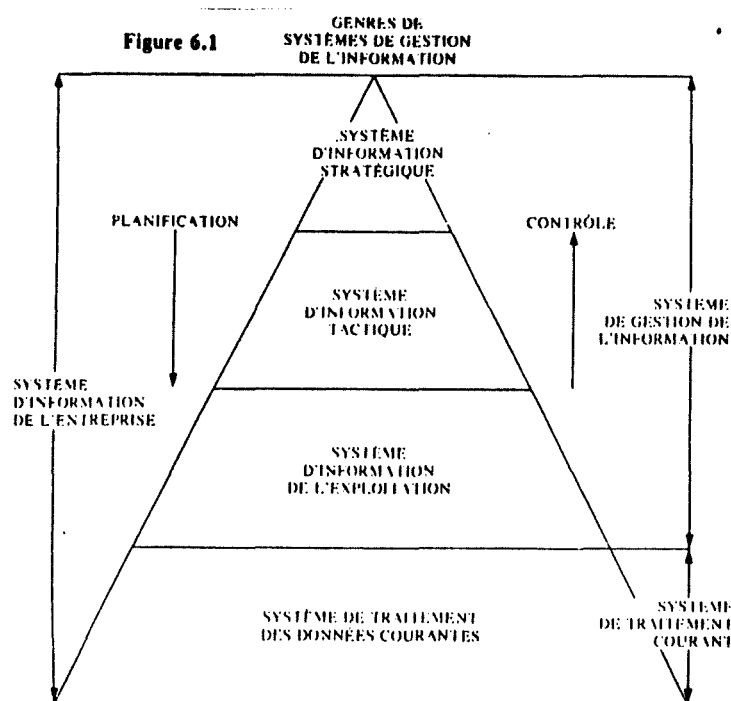 Figure 6.1
GENRES DE
SYSTÈMES DE GESTION
DE L'INFORMATION
SYSTÈME
D'INFORMATION
STRATÉGIQUE
PLANIFICATION
CONTRÔLE
SYSTÈME
D'INFORMATION
TACTIQUE
SYSTÈME
DE GESTION DE
L'INFORMATION
SYSTÈME
D'INFORMATION
DE L'ENTREPRISE
SYSTÈME
D'INFORMATION
DE L'EXPLOITATION
SYSTÈME DE TRAITEMENT
DES DONNÉES COURANTES
SYSTÈME
DE TRAITEMENT
COURANT